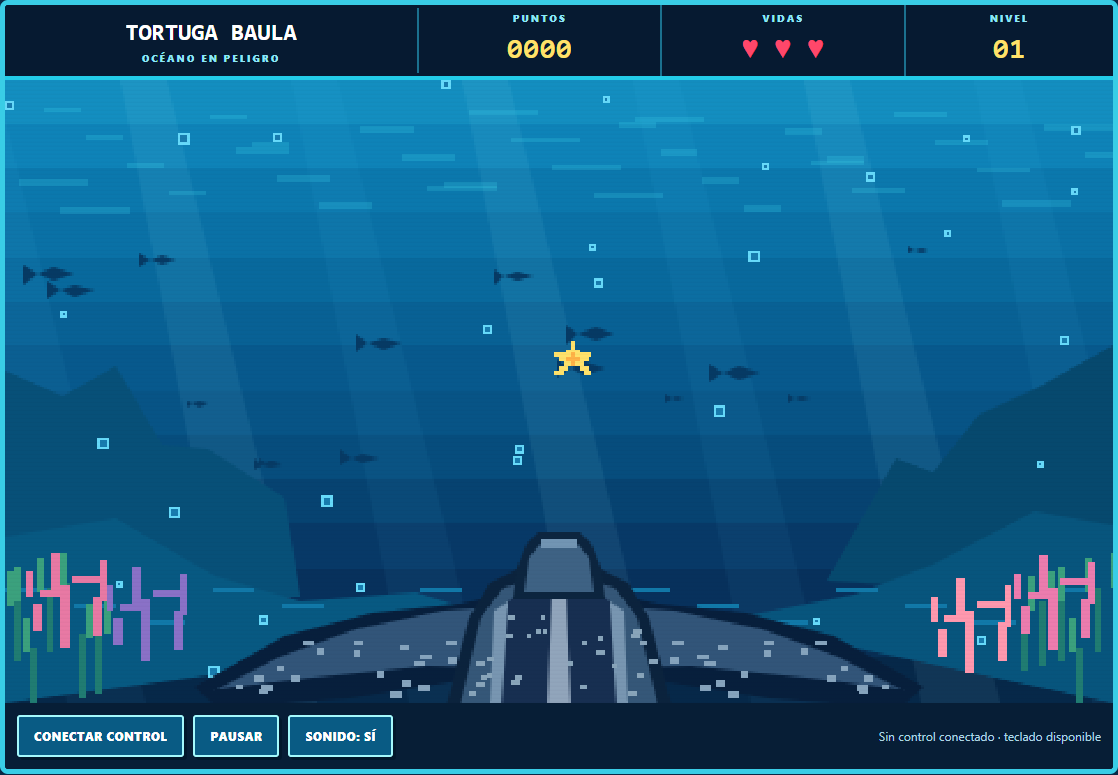 TORTUGA BAULA
OCÉANO EN PELIGRO
PUNTOS
0000
VIDAS
♥ ♥ ♥
NIVEL
01
CONECTAR CONTROL
PAUSAR
SONIDO: SÍ
Sin control conectado · teclado disponible